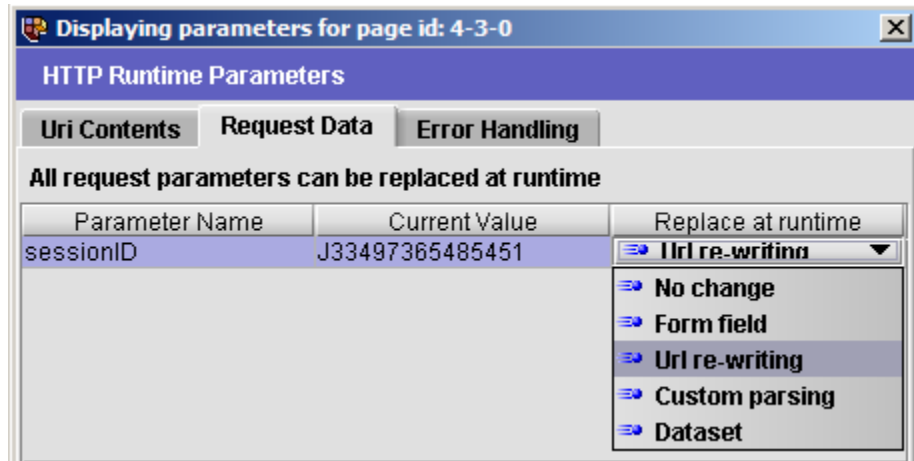 Displaying parameters for page id: 4-3-0
HTTP Runtime Parameters
Uri Contents Request Data Error Handling
All request parameters can be replaced at runtime
Parameter Name Current Value Replace at runtime
sessionID J33497365485451 Url re-writing
No change
Form field
Url re-writing
Custom parsing
Dataset